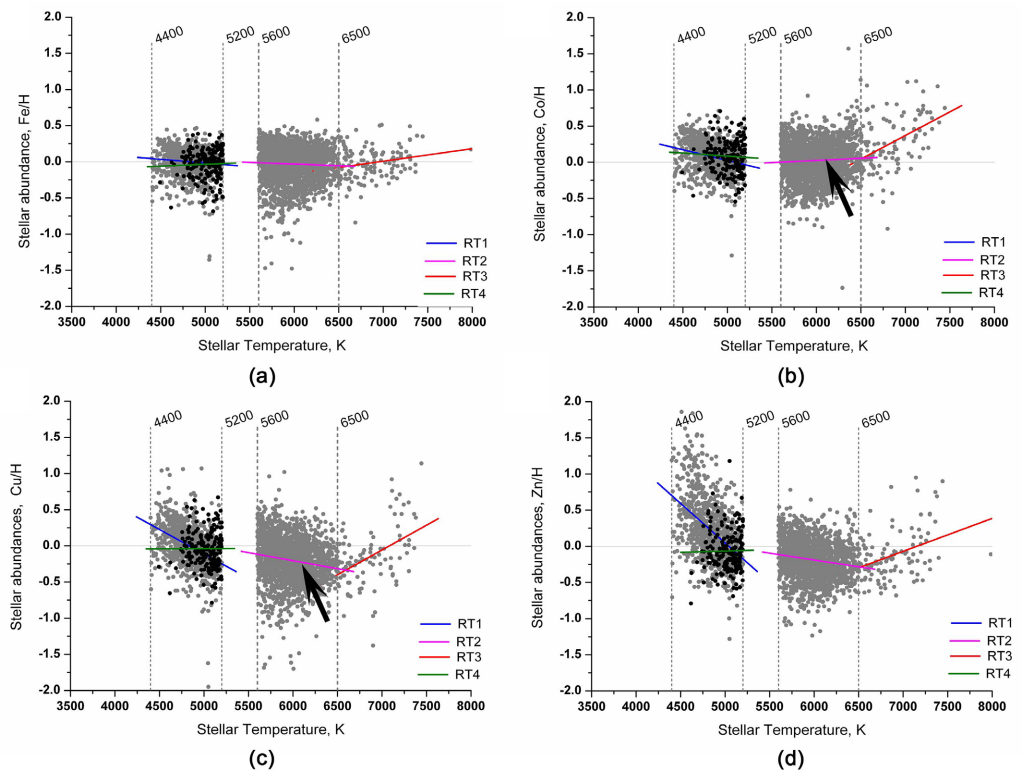 4400 5200 5600 6500
2.0
1.5
1.0
0.5
0.0
-0.5
-1.0
-1.5
2.0
Stellar abundance, Fe/H
RT1
RT2
RT3
RT4
3500 4000 4500 5000 5500 6000 6500 7000 7500 8000
Stellar Temperature, K
(a)
4400 5200 5600 6500
2.0
1.5
1.0
0.5
0.0
-0.5
-1.0
-1.5
-2.0
Stellar abundance, Co/H
RT1
RT2
RT3
RT4
3500 4000 4500 5000 5500 6000 6500 7000 7500 8000
Stellar Temperature, K
(b)
4400 5200 5600 6500
2.0
1.5
1.0
0.5
0.0
-0.5
-1.0
-1.5
-2.0
Stellar abundances, Cu/H
RT1
RT2
RT3
RT4
3500 4000 4500 5000 5500 6000 6500 7000 7500 8000
Stellar Temperature, K
(c)
4400 5200 5600 6500
2.0
1.5
1.0
0.5
0.0
-0.5
-1.0
-1.5
-2.0
Stellar abundances, Zn/H
RT1
RT2
RT3
RT4
3500 4000 4500 5000 5500 6000 6500 7000 7500 8000
Stellar Temperature, K
(d)